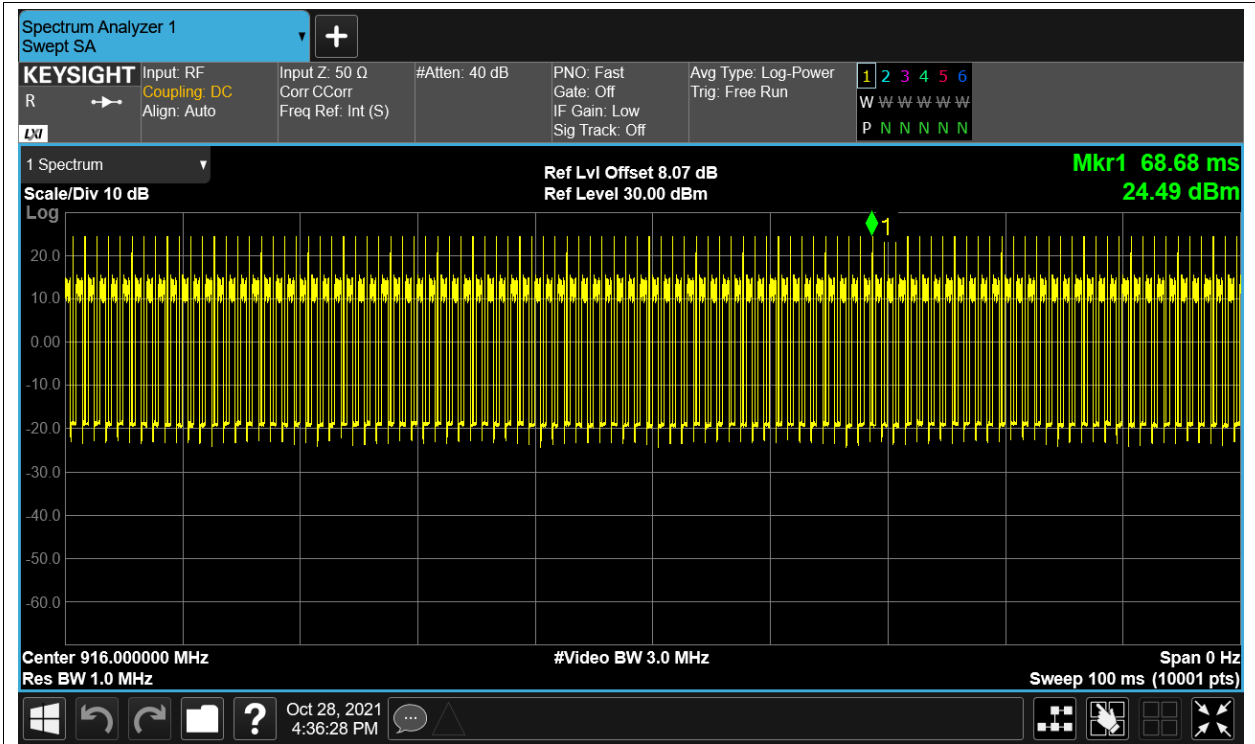 Spectrum Analyzer 1
Swept SA
+
KEYSIGHT
R
LXI
Input: RF
Coupling: DC
Align: Auto
Input Z: 50 Ω
Corr CCorr
Freq Ref: Int (S)
#Atten: 40 dB
PNO: Fast
Gate: Off
IF Gain: Low
Sig Track: Off
Avg Type: Log-Power
Trig: Free Run
1 2 3 4 5 6
W W W W W W
P N N N N N
1 Spectrum
Scale/Div 10 dB
Log
Ref Lvl Offset 8.07 dB
Ref Level 30.00 dBm
Mkr1 68.68 ms
24.49 dBm
1
20.0
10.0
0.00
-10.0
-20.0
-30.0
-40.0
-50.0
-60.0
Center 916.000000 MHz
#Video BW 3.0 MHz
Span 0 Hz
Res BW 1.0 MHz
Sweep 100 ms (10001 pts)
?
Oct 28, 2021
4:36:28 PM